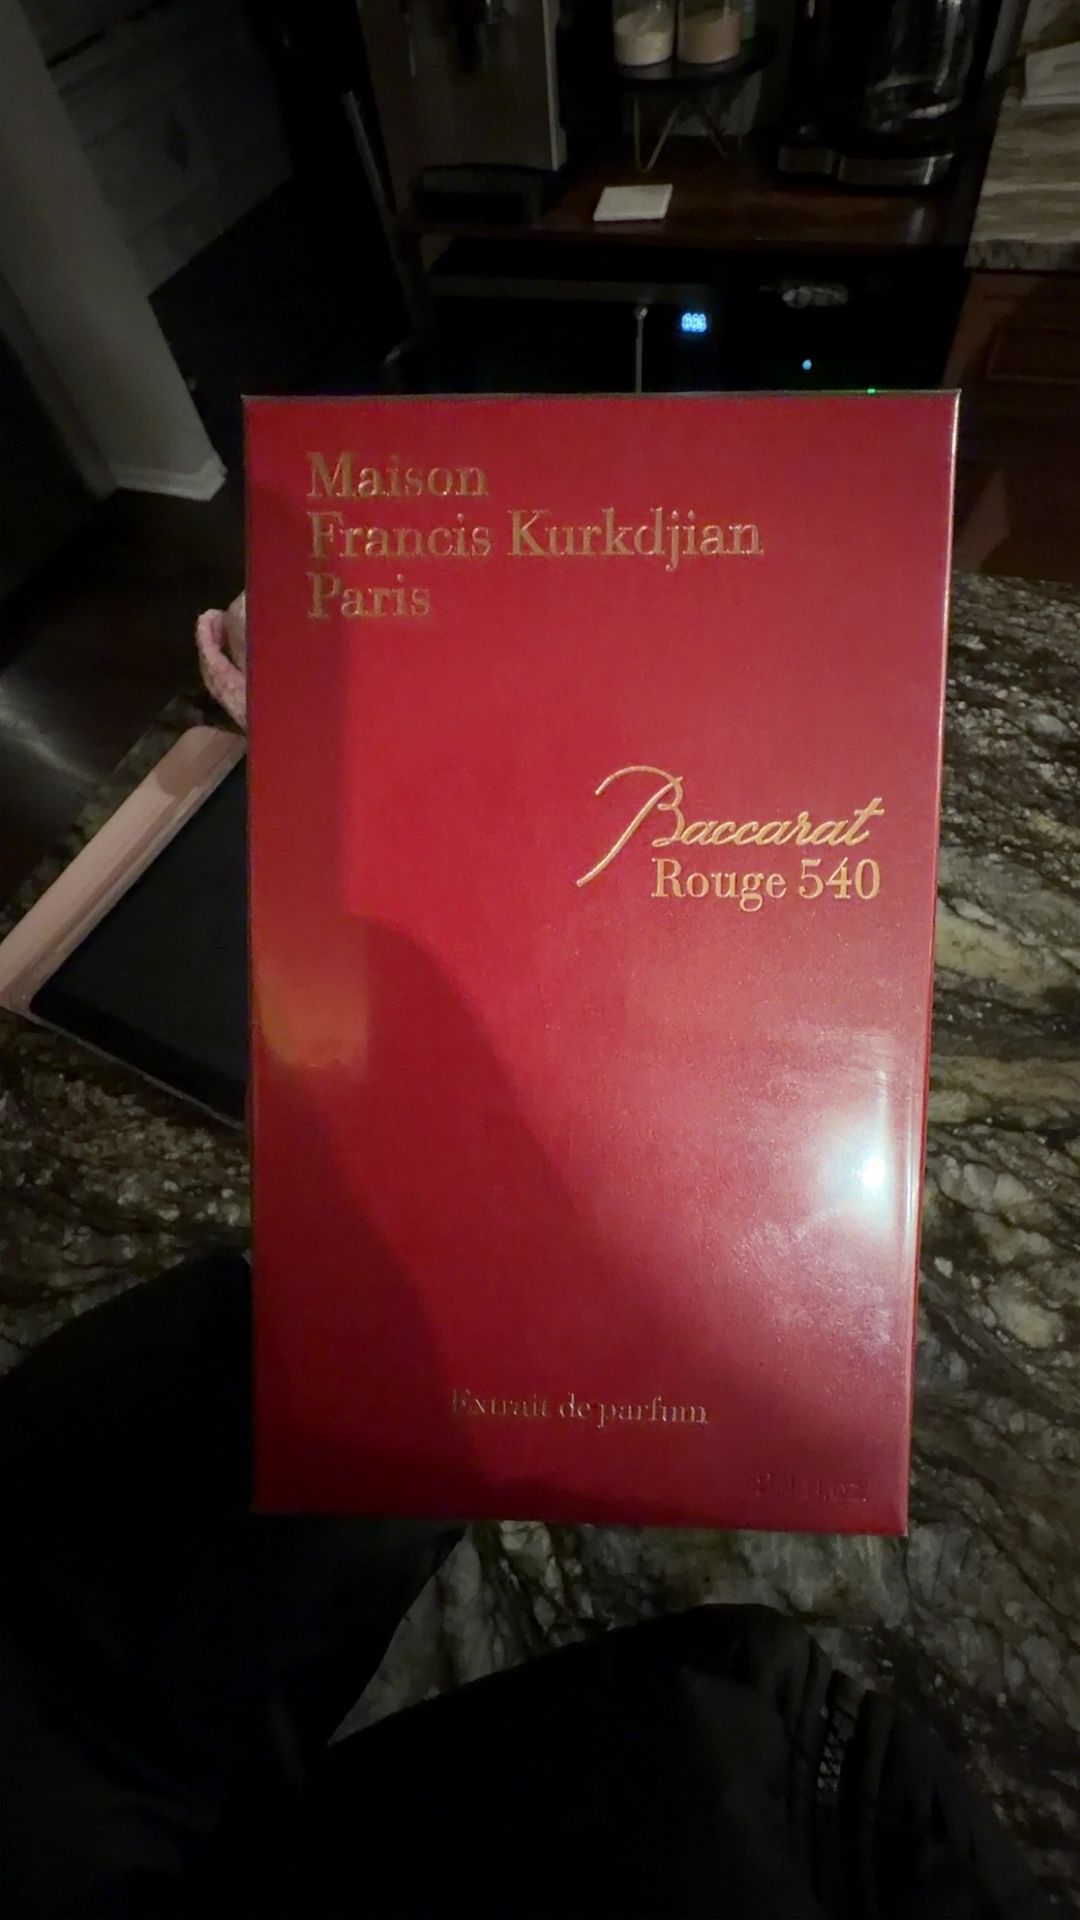 Maison
Francis Kurkdjian
Paris
Baccarat
Rouge 540
Extrait de parfum